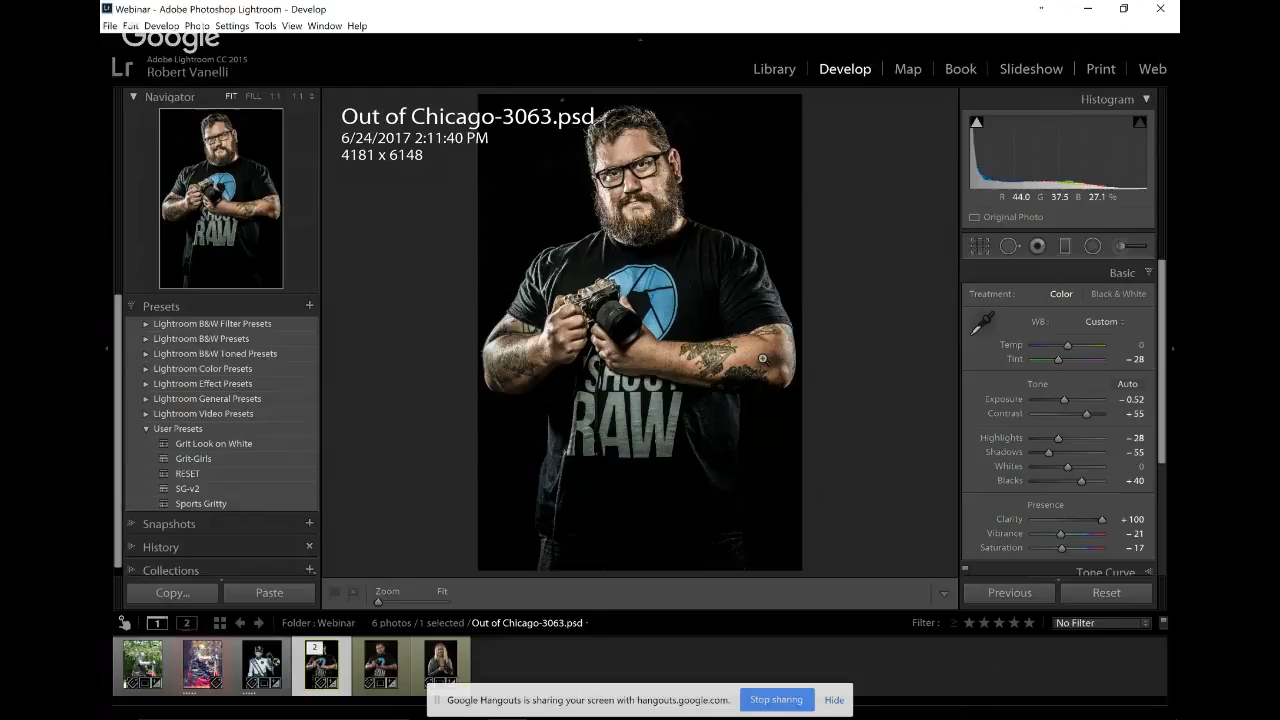 Webinar - Adobe Photoshop Lightroom - Develop
File Edit Develop Photo Settings Tools View Window Help
Google
Lr
Adobe Lightroom CC 2015
Robert Vanelli
Library Develop Map Book Slideshow Print Web
Navigator FIT FILL 1:1 1:1
Presets
Lightroom B&W Filter Presets
Lightroom B&W Presets
Lightroom B&W Toned Presets
Lightroom Color Presets
Lightroom Effect Presets
Lightroom General Presets
Lightroom Video Presets
User Presets
Grit Look on White
Grit-Girls
RESET
SG-v2
Sports Gritty
Snapshots
History
Collections
Copy... Paste
Out of Chicago-3063.psd
6/24/2017 2:11:40 PM
4181 x 6148
SHOOT
RAW
Zoom Fit
Histogram
R 44.0 G 37.5 B 27.1 %
Original Photo
Basic
Treatment : Color Black & White
WB : Custom
Temp 0
Tint - 28
Tone Auto
Exposure - 0.52
Contrast + 55
Highlights - 28
Shadows - 55
Whites 0
Blacks + 40
Presence
Clarity + 100
Vibrance - 21
Saturation - 17
Tone Curve
Previous Reset
1 2 Folder : Webinar 6 photos / 1 selected / Out of Chicago-3063.psd Filter : No Filter
2
Google Hangouts is sharing your screen with hangouts.google.com. Stop sharing Hide